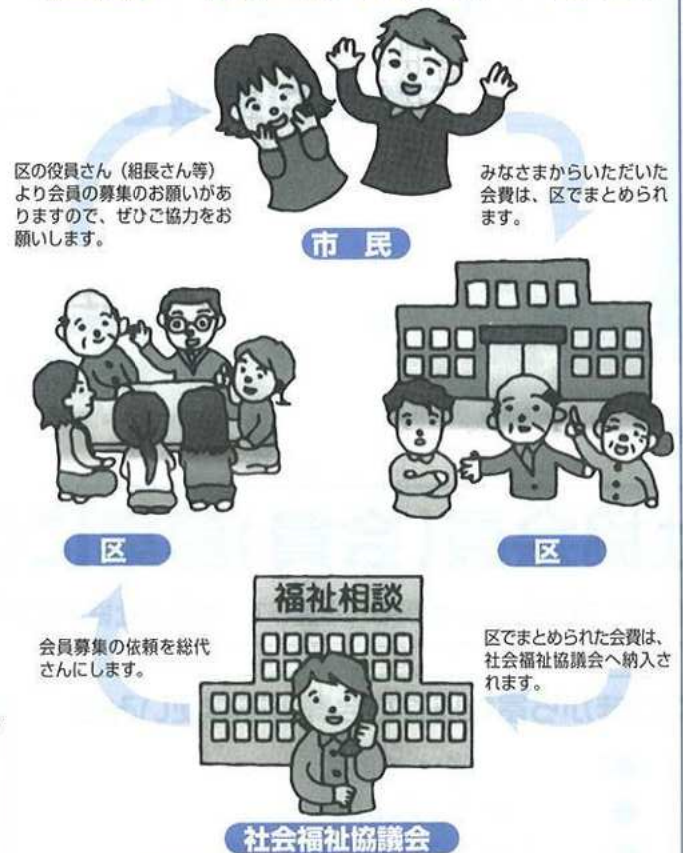 区の役員さん（組長さん等）
より会員の募集のお願いがあ
りますので、ぜひご協力をお
願いします。
みなさまからいただいた
会費は、区でまとめられ
ます。
市 民
区
区
福祉相談
会員募集の依頼を総代
さんにします。
区でまとめられた会費は、
社会福祉協議会へ納入さ
れます。
社会福祉協議会